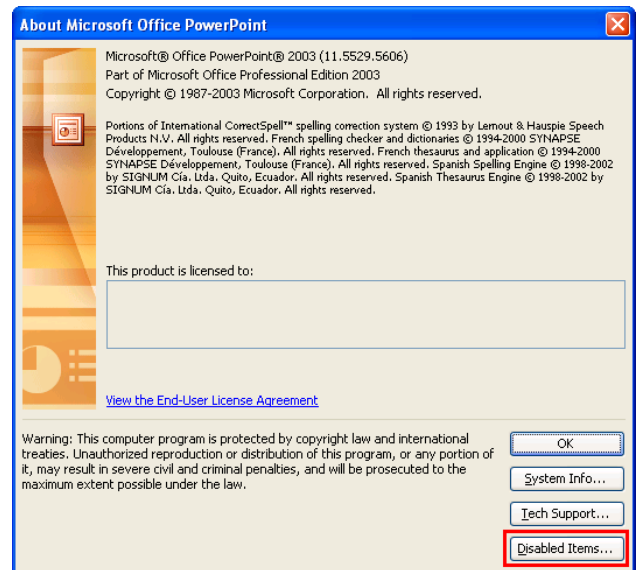 About Microsoft Office PowerPoint
Microsoft® Office PowerPoint® 2003 (11.5529.5606)
Part of Microsoft Office Professional Edition 2003
Copyright © 1987-2003 Microsoft Corporation.  All rights reserved.
Portions of International CorrectSpell™ spelling correction system © 1993 by Lernout & Hauspie Speech
Products N.V. All rights reserved. French spelling checker and dictionaries © 1994-2000 SYNAPSE
Développement, Toulouse (France). All rights reserved. French thesaurus and application © 1994-2000
SYNAPSE Développement, Toulouse (France). All rights reserved. Spanish Spelling Engine © 1998-2002
by SIGNUM Cía. Ltda. Quito, Ecuador. All rights reserved. Spanish Thesaurus Engine © 1998-2002 by
SIGNUM Cía. Ltda. Quito, Ecuador. All rights reserved.
This product is licensed to:
View the End-User License Agreement
Warning: This computer program is protected by copyright law and international
treaties. Unauthorized reproduction or distribution of this program, or any portion of
it, may result in severe civil and criminal penalties, and will be prosecuted to the
maximum extent possible under the law.
OK
System Info...
Tech Support...
Disabled Items...